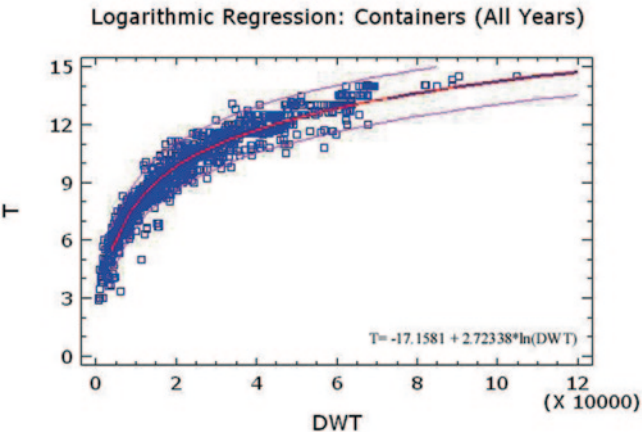 Logarithmic Regression: Containers (All Years)
15
12
9
6
3
0
T
T= -17.1581 + 2.72338*ln(DWT)
0 2 4 6 8 10 12
(X 10000)
DWT